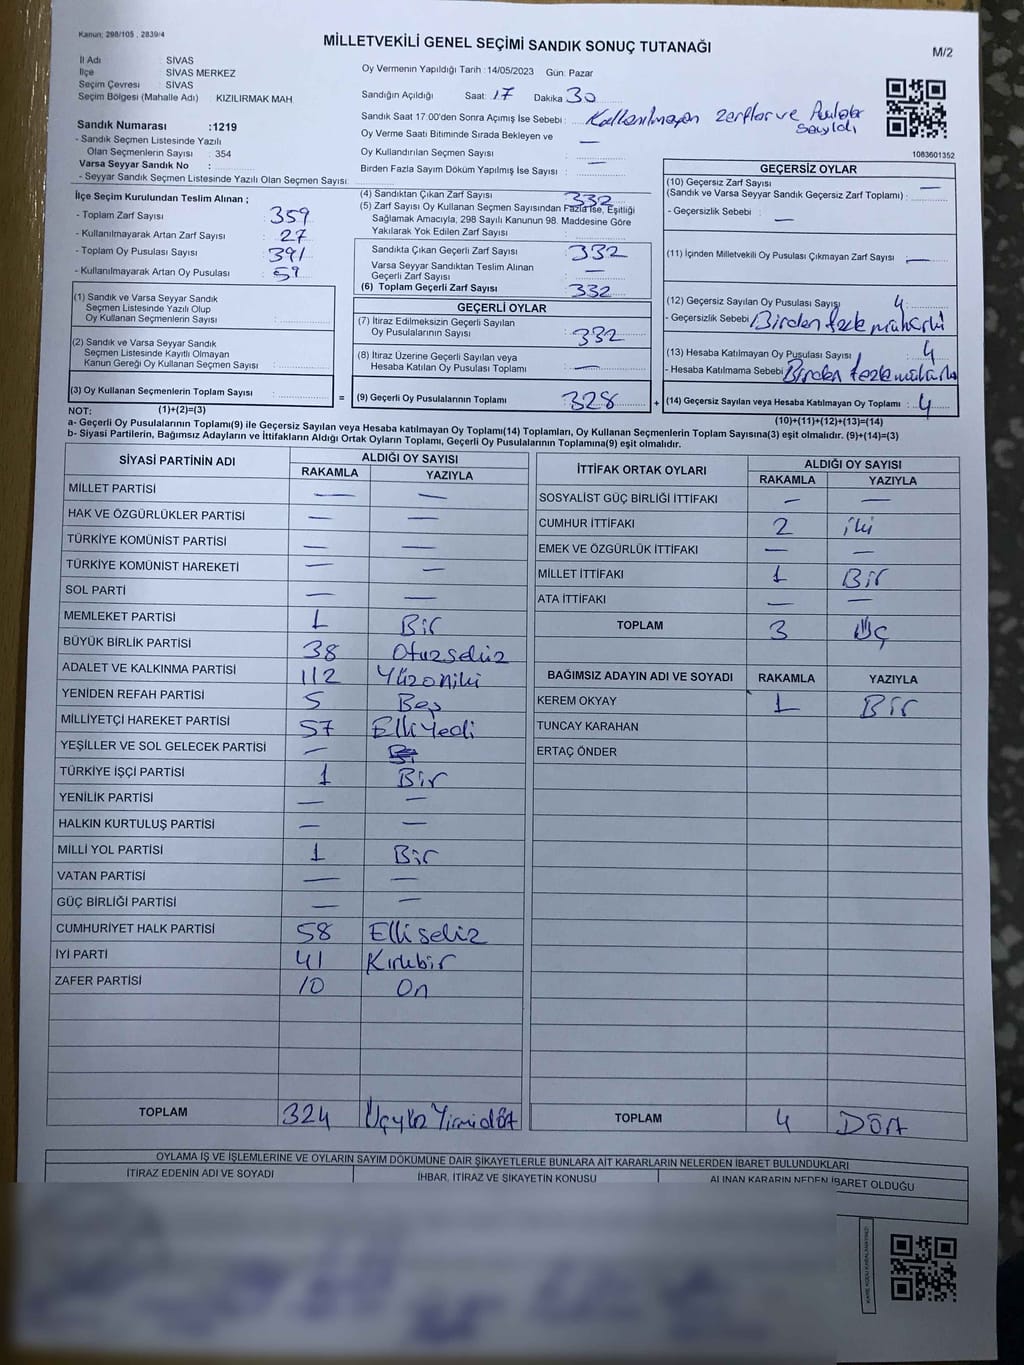 Kanun: 298/105 , 2839/4
MİLLETVEKİLİ GENEL SEÇİMİ SANDIK SONUÇ TUTANAĞI
M/2
İl Adı : SİVAS
İlçe : SİVAS MERKEZ
Seçim Çevresi : SİVAS
Seçim Bölgesi (Mahalle Adı) KIZILIRMAK MAH.
Sandık Numarası :1219
- Sandık Seçmen Listesinde Yazılı
Olan Seçmenlerin Sayısı : 354
Varsa Seyyar Sandık No :
- Seyyar Sandık Seçmen Listesinde Yazılı Olan Seçmen Sayısı:
Oy Vermenin Yapıldığı Tarih : 14/05/2023 Gün: Pazar
Sandığın Açıldığı Saat: 17 Dakika 30
Sandık Saat 17.00'den Sonra Açımış İse Sebebi : Kullanılmayan zarflar ve Pusulalar
sayıldı
Oy Verme Saati Bitiminde Sırada Bekleyen ve
Oy Kullandırılan Seçmen Sayısı : —
Birden Fazla Sayım Döküm Yapılmış İse Sayısı : —
1083601352
İlçe Seçim Kurulundan Teslim Alınan ;
- Toplam Zarf Sayısı : 359
- Kullanılmayarak Artan Zarf Sayısı : 27
- Toplam Oy Pusulası Sayısı : 391
- Kullanılmayarak Artan Oy Pusulası : 59
(1) Sandık ve Varsa Seyyar Sandık
Seçmen Listesinde Yazılı Olup
Oy Kullanan Seçmenlerin Sayısı :
(2) Sandık ve Varsa Seyyar Sandık
Seçmen Listesinde Kayıtlı Olmayan
Kanun Gereği Oy Kullanan Seçmen Sayısı :
(3) Oy Kullanan Seçmenlerin Toplam Sayısı :
(4) Sandıktan Çıkan Zarf Sayısı : 332
(5) Zarf Sayısı Oy Kullanan Seçmen Sayısından Fazla İse, Eşitliği
Sağlamak Amacıyla; 298 Sayılı Kanunun 98. Maddesine Göre
Yakılarak Yok Edilen Zarf Sayısı :
Sandıkta Çıkan Geçerli Zarf Sayısı : 332
Varsa Seyyar Sandıktan Teslim Alınan
Geçerli Zarf Sayısı : —
(6) Toplam Geçerli Zarf Sayısı : 332
GEÇERLİ OYLAR
(7) İtiraz Edilmeksizin Geçerli Sayılan
Oy Pusulalarının Sayısı : 332
(8) İtiraz Üzerine Geçerli Sayılan veya
Hesaba Katılan Oy Pusulası Toplamı : —
= (9) Geçerli Oy Pusulalarının Toplamı : 328
GEÇERSİZ OYLAR
(10) Geçersiz Zarf Sayısı
(Sandık ve Varsa Seyyar Sandık Geçersiz Zarf Toplamı) : —
- Geçersizlik Sebebi : —
(11) İçinden Milletvekili Oy Pusulası Çıkmayan Zarf Sayısı : —
(12) Geçersiz Sayılan Oy Pusulası Sayısı : 4
- Geçersizlik Sebebi : Birden fazla mühürlü
(13) Hesaba Katılmayan Oy Pusulası Sayısı : 4
- Hesaba Katılmama Sebebi : Birden fazla
+ (14) Geçersiz Sayılan veya Hesaba Katılmayan Oy Toplamı : 4
NOT: (1)+(2)=(3)
(10)+(11)+(12)+(13)=(14)
a- Geçerli Oy Pusulalarının Toplamı(9) ile Geçersiz Sayılan veya Hesaba katılmayan Oy Toplamı(14) Toplamları, Oy Kullanan Seçmenlerin Toplam Sayısına(3) eşit olmalıdır. (9)+(14)=(3)
b- Siyasi Partilerin, Bağımsız Adayların ve İttifakların Aldığı Ortak Oyların Toplamı, Geçerli Oy Pusulalarının Toplamına(9) eşit olmalıdır.
SİYASİ PARTİNİN ADI ALDIĞI OY SAYISI
RAKAMLA YAZIYLA
MİLLET PARTİSİ — —
HAK VE ÖZGÜRLÜKLER PARTİSİ — —
TÜRKİYE KOMÜNİST PARTİSİ — —
TÜRKİYE KOMÜNİST HAREKETİ — —
SOL PARTİ — —
MEMLEKET PARTİSİ 1 Bir
BÜYÜK BİRLİK PARTİSİ 38 Otuzsekiz
ADALET VE KALKINMA PARTİSİ 112 Yüzoniki
YENİDEN REFAH PARTİSİ 5 Beş
MİLLİYETÇİ HAREKET PARTİSİ 57 Elliyedi
YEŞİLLER VE SOL GELECEK PARTİSİ —
TÜRKİYE İŞÇİ PARTİSİ 1 Bir
YENİLİK PARTİSİ — —
HALKIN KURTULUŞ PARTİSİ — —
MİLLİ YOL PARTİSİ 1 Bir
VATAN PARTİSİ — —
GÜÇ BİRLİĞİ PARTİSİ — —
CUMHURİYET HALK PARTİSİ 58 Ellisekiz
İYİ PARTİ 41 Kırkbir
ZAFER PARTİSİ 10 On
TOPLAM 324 Üçyüz Yirmidört
İTTİFAK ORTAK OYLARI ALDIĞI OY SAYISI
RAKAMLA YAZIYLA
SOSYALİST GÜÇ BİRLİĞİ İTTİFAKI — —
CUMHUR İTTİFAKI 2 iki
EMEK VE ÖZGÜRLÜK İTTİFAKI — —
MİLLET İTTİFAKI 1 Bir
ATA İTTİFAKI — —
TOPLAM 3 Üç
BAĞIMSIZ ADAYIN ADI VE SOYADI RAKAMLA YAZIYLA
KEREM OKYAY 1 Bir
TUNCAY KARAHAN
ERTAÇ ÖNDER
TOPLAM 4 Dört
OYLAMA İŞ VE İŞLEMLERİNE VE OYLARIN SAYIM DÖKÜMÜNE DAİR ŞİKAYETLERLE BUNLARA AİT KARARLARIN NELERDEN İBARET BULUNDUKLARI
İTİRAZ EDENİN ADI VE SOYADI İHBAR, İTİRAZ VE ŞİKAYETİN KONUSU ALINAN KARARIN NEDEN İBARET OLDUĞU